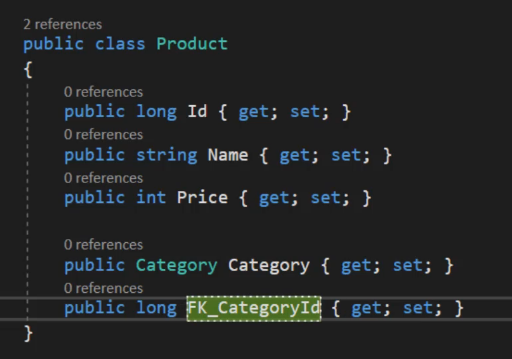 2 references
public class Product
{
0 references
public long Id { get; set; }
0 references
public string Name { get; set; }
0 references
public int Price { get; set; }
0 references
public Category Category { get; set; }
0 references
public long FK_CategoryId { get; set; }
}